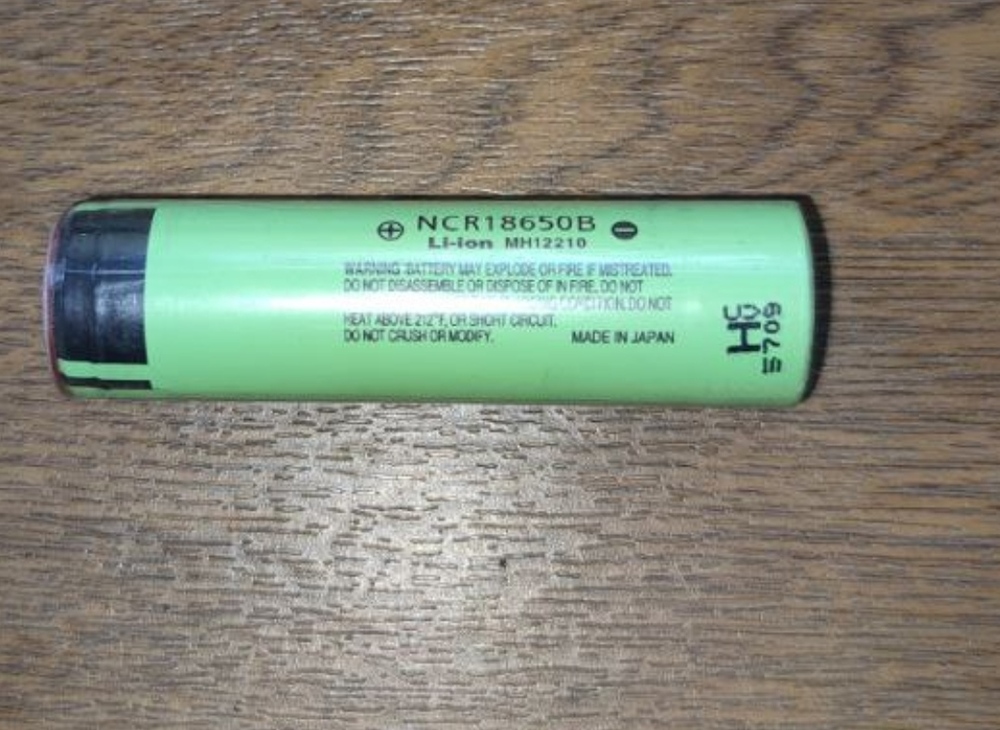 ⊕ NCR18650B ⊖
Li-ion MH12210
WARNING BATTERY MAY EXPLODE OR FIRE IF MISTREATED.
DO NOT DISASSEMBLE OR DISPOSE OF IN FIRE, DO NOT
CONDITION, DO NOT
HEAT ABOVE 212°F, OR SHORT CIRCUIT.
DO NOT CRUSH OR MODIFY. MADE IN JAPAN
5709